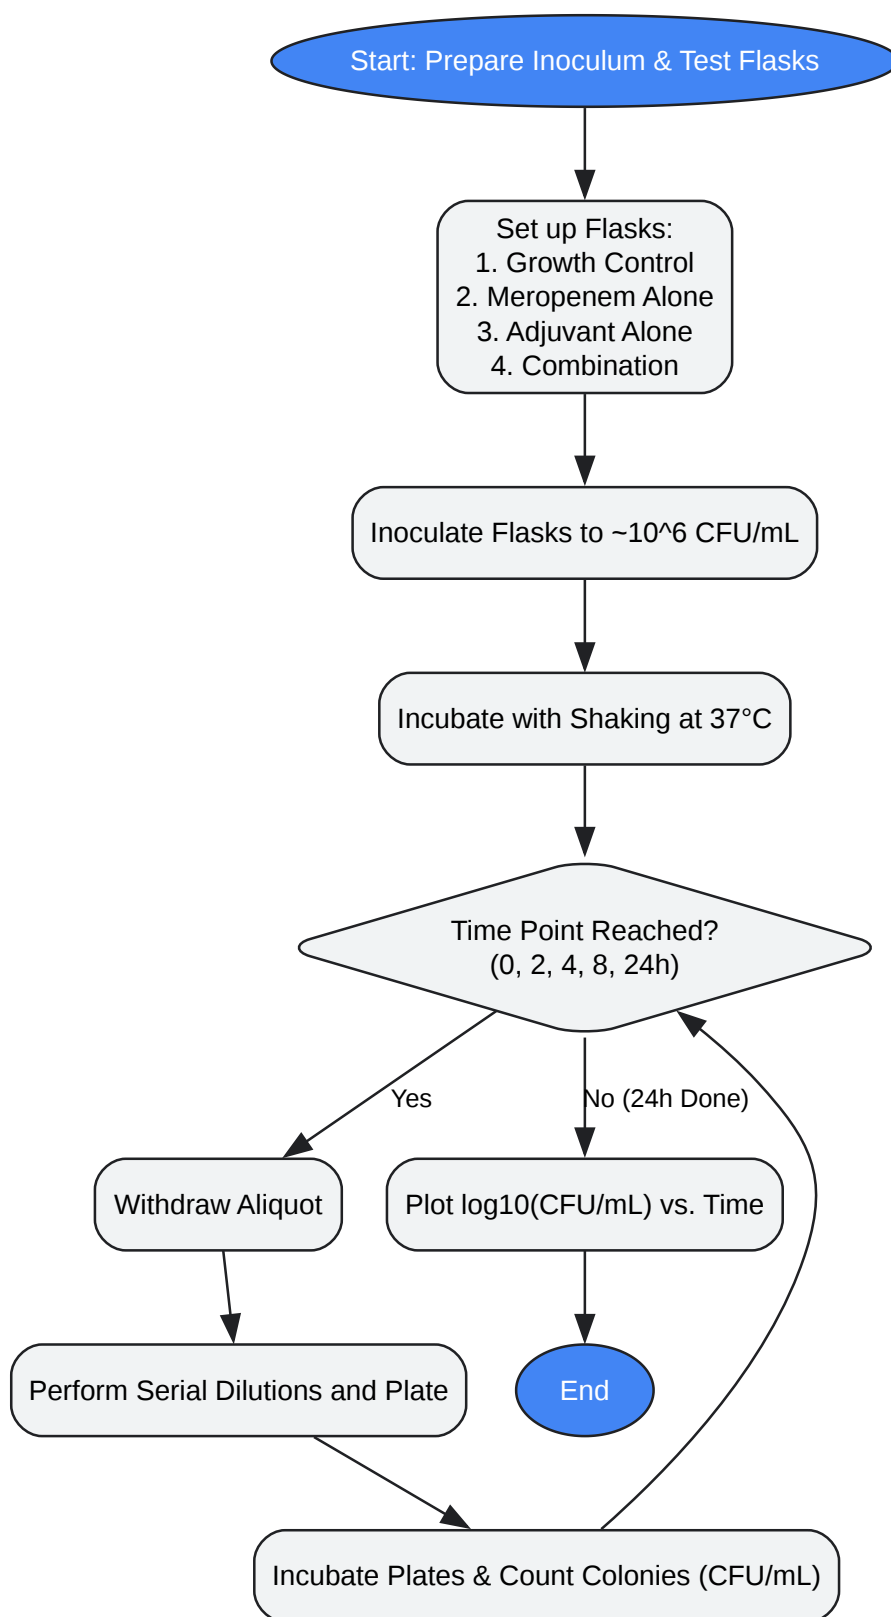 Start: Prepare Inoculum & Test Flasks
Set up Flasks:
1. Growth Control
2. Meropenem Alone
3. Adjuvant Alone
4. Combination
Inoculate Flasks to ~10^6 CFU/mL
Incubate with Shaking at 37°C
Time Point Reached?
(0, 2, 4, 8, 24h)
Yes
No (24h Done)
Withdraw Aliquot
Plot log10(CFU/mL) vs. Time
Perform Serial Dilutions and Plate
End
Incubate Plates & Count Colonies (CFU/mL)